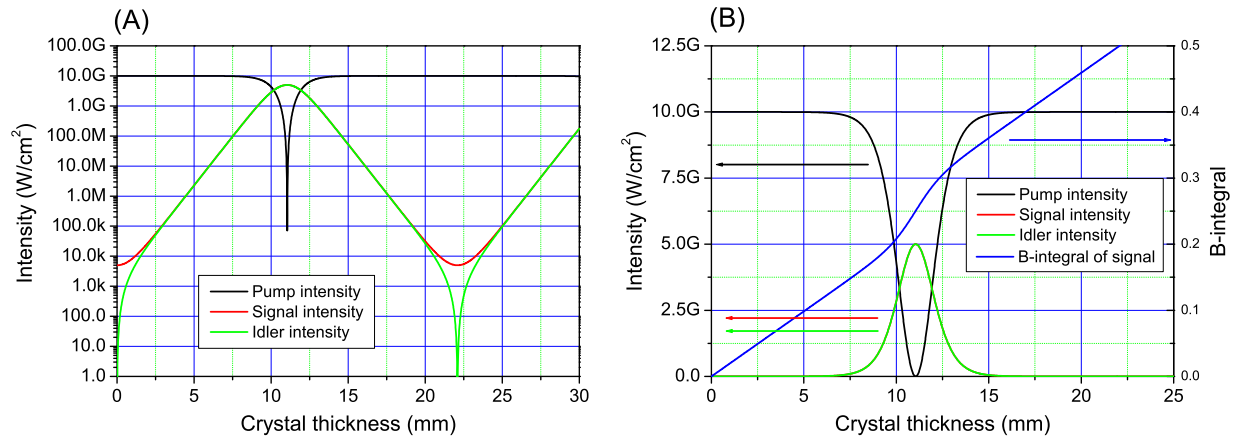 (A)
100.0G
10.0G
1.0G
100.0M
10.0M
1.0M
100.0k
10.0k
1.0k
100.0
10.0
1.0
Intensity (W/cm²)
Pump intensity
Signal intensity
Idler intensity
0 5 10 15 20 25 30
Crystal thickness (mm)
(B)
12.5G
10.0G
7.5G
5.0G
2.5G
0.0
Intensity (W/cm²)
Pump intensity
Signal intensity
Idler intensity
B-integral of signal
0.5
0.4
0.3
0.2
0.1
0.0
B-integral
0 5 10 15 20 25
Crystal thickness (mm)